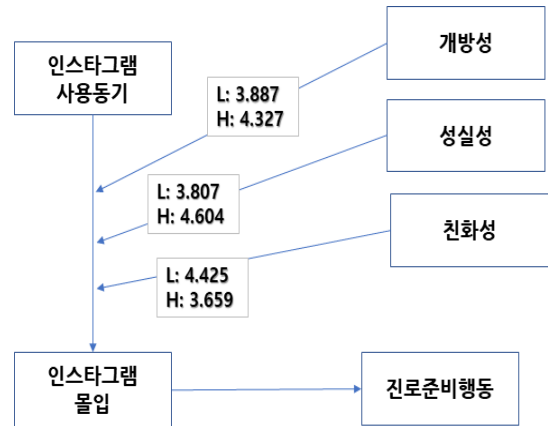 개방성
인스타그램
사용동기
L: 3.887
H: 4.327
성실성
L: 3.807
H: 4.604
친화성
L: 4.425
H: 3.659
인스타그램
몰입
진로준비행동